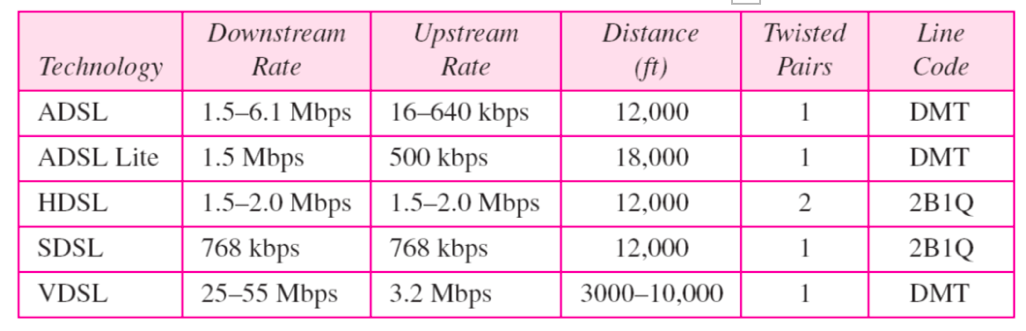 Technology Downstream Rate Upstream Rate Distance (ft) Twisted Pairs Line Code
ADSL 1.5–6.1 Mbps 16–640 kbps 12,000 1 DMT
ADSL Lite 1.5 Mbps 500 kbps 18,000 1 DMT
HDSL 1.5–2.0 Mbps 1.5–2.0 Mbps 12,000 2 2B1Q
SDSL 768 kbps 768 kbps 12,000 1 2B1Q
VDSL 25–55 Mbps 3.2 Mbps 3000–10,000 1 DMT